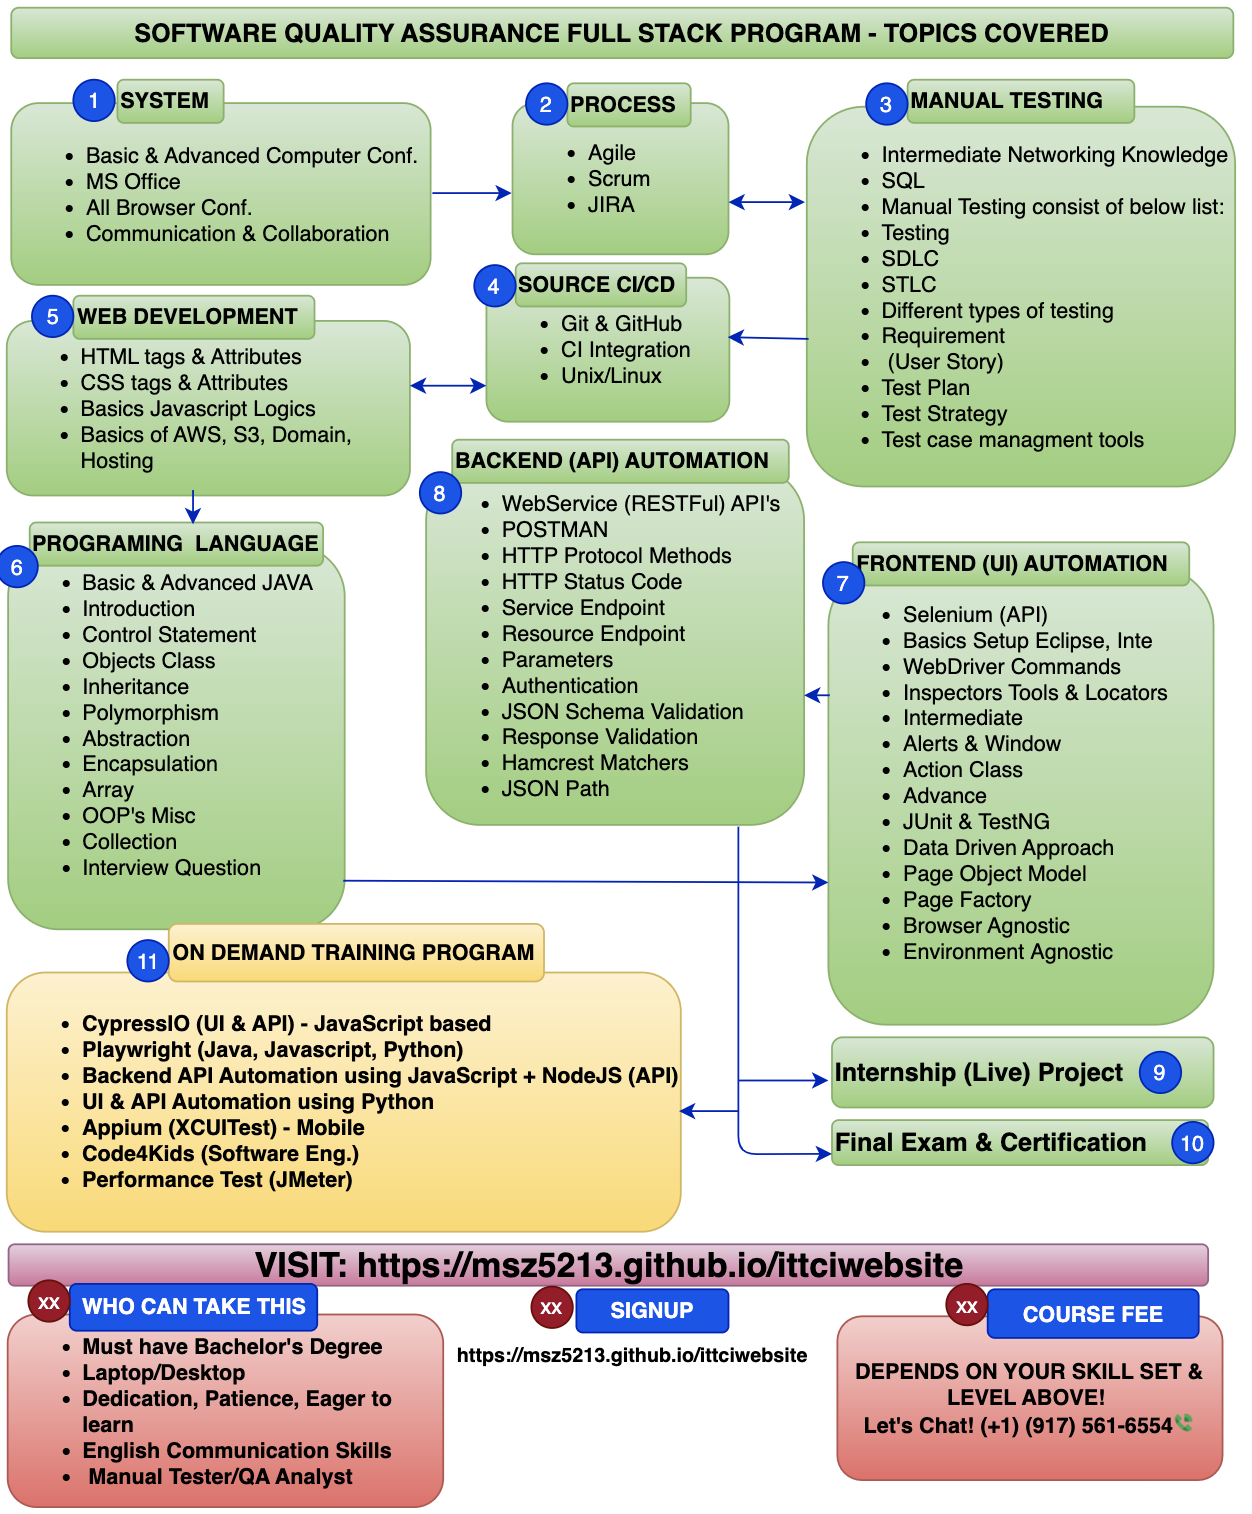 SOFTWARE QUALITY ASSURANCE FULL STACK PROGRAM - TOPICS COVERED
1 SYSTEM
• Basic & Advanced Computer Conf.
• MS Office
• All Browser Conf.
• Communication & Collaboration
2 PROCESS
• Agile
• Scrum
• JIRA
3 MANUAL TESTING
• Intermediate Networking Knowledge
• SQL
• Manual Testing consist of below list:
• Testing
• SDLC
• STLC
• Different types of testing
• Requirement
• (User Story)
• Test Plan
• Test Strategy
• Test case managment tools
4 SOURCE CI/CD
• Git & GitHub
• CI Integration
• Unix/Linux
5 WEB DEVELOPMENT
• HTML tags & Attributes
• CSS tags & Attributes
• Basics Javascript Logics
• Basics of AWS, S3, Domain,
Hosting
6 PROGRAMING LANGUAGE
• Basic & Advanced JAVA
• Introduction
• Control Statement
• Objects Class
• Inheritance
• Polymorphism
• Abstraction
• Encapsulation
• Array
• OOP's Misc
• Collection
• Interview Question
7 FRONTEND (UI) AUTOMATION
• Selenium (API)
• Basics Setup Eclipse, Inte
• WebDriver Commands
• Inspectors Tools & Locators
• Intermediate
• Alerts & Window
• Action Class
• Advance
• JUnit & TestNG
• Data Driven Approach
• Page Object Model
• Page Factory
• Browser Agnostic
• Environment Agnostic
8 BACKEND (API) AUTOMATION
• WebService (RESTFul) API's
• POSTMAN
• HTTP Protocol Methods
• HTTP Status Code
• Service Endpoint
• Resource Endpoint
• Parameters
• Authentication
• JSON Schema Validation
• Response Validation
• Hamcrest Matchers
• JSON Path
Internship (Live) Project 9
Final Exam & Certification 10
11 ON DEMAND TRAINING PROGRAM
• CypressIO (UI & API) - JavaScript based
• Playwright (Java, Javascript, Python)
• Backend API Automation using JavaScript + NodeJS (API)
• UI & API Automation using Python
• Appium (XCUITest) - Mobile
• Code4Kids (Software Eng.)
• Performance Test (JMeter)
VISIT: https://msz5213.github.io/ittciwebsite
XX WHO CAN TAKE THIS
• Must have Bachelor's Degree
• Laptop/Desktop
• Dedication, Patience, Eager to
learn
• English Communication Skills
• Manual Tester/QA Analyst
XX SIGNUP
https://msz5213.github.io/ittciwebsite
XX COURSE FEE
DEPENDS ON YOUR SKILL SET &
LEVEL ABOVE!
Let's Chat! (+1) (917) 561-6554